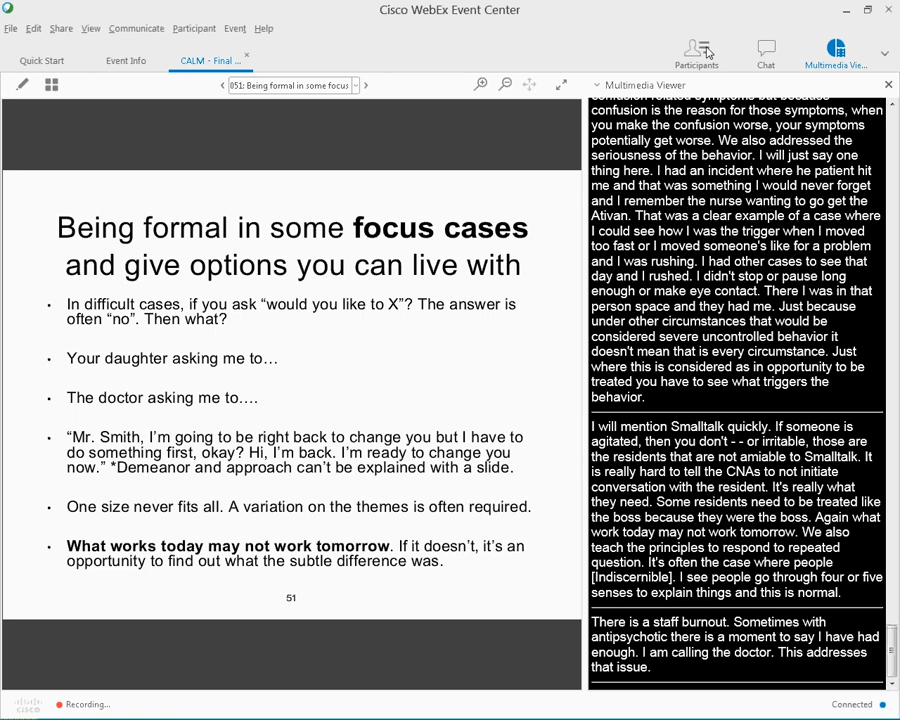 Cisco WebEx Event Center
File Edit Share View Communicate Participant Event Help
Quick Start Event Info CALM - Final ...
Participants Chat Multimedia Vie...
051: Being formal in some focus
Multimedia Viewer
Being formal in some focus cases
and give options you can live with
• In difficult cases, if you ask “would you like to X”? The answer is
often “no”. Then what?
• Your daughter asking me to…
• The doctor asking me to….
• “Mr. Smith, I’m going to be right back to change you but I have to
do something first, okay? Hi, I’m back. I’m ready to change you
now.” *Demeanor and approach can’t be explained with a slide.
• One size never fits all. A variation on the themes is often required.
• What works today may not work tomorrow. If it doesn’t, it’s an
opportunity to find out what the subtle difference was.
51
confusion related symptoms but because
confusion is the reason for those symptoms, when
you make the confusion worse, your symptoms
potentially get worse. We also addressed the
seriousness of the behavior. I will just say one
thing here. I had an incident where he patient hit
me and that was something I would never forget
and I remember the nurse wanting to go get the
Ativan. That was a clear example of a case where
I could see how I was the trigger when I moved
too fast or I moved someone's like for a problem
and I was rushing. I had other cases to see that
day and I rushed. I didn't stop or pause long
enough or make eye contact. There I was in that
person space and they had me. Just because
under other circumstances that would be
considered severe uncontrolled behavior it
doesn't mean that is every circumstance. Just
where this is considered as in opportunity to be
treated you have to see what triggers the
behavior.
I will mention Smalltalk quickly. If someone is
agitated, then you don't - - or irritable, those are
the residents that are not amiable to Smalltalk. It
is really hard to tell the CNAs to not initiate
conversation with the resident. It's really what
they need. Some residents need to be treated like
the boss because they were the boss. Again what
work today may not work tomorrow. We also
teach the principles to respond to repeated
question. It's often the case where people
[Indiscernible]. I see people go through four or five
senses to explain things and this is normal.
There is a staff burnout. Sometimes with
antipsychotic there is a moment to say I have had
enough. I am calling the doctor. This addresses
that issue.
cisco Recording... Connected